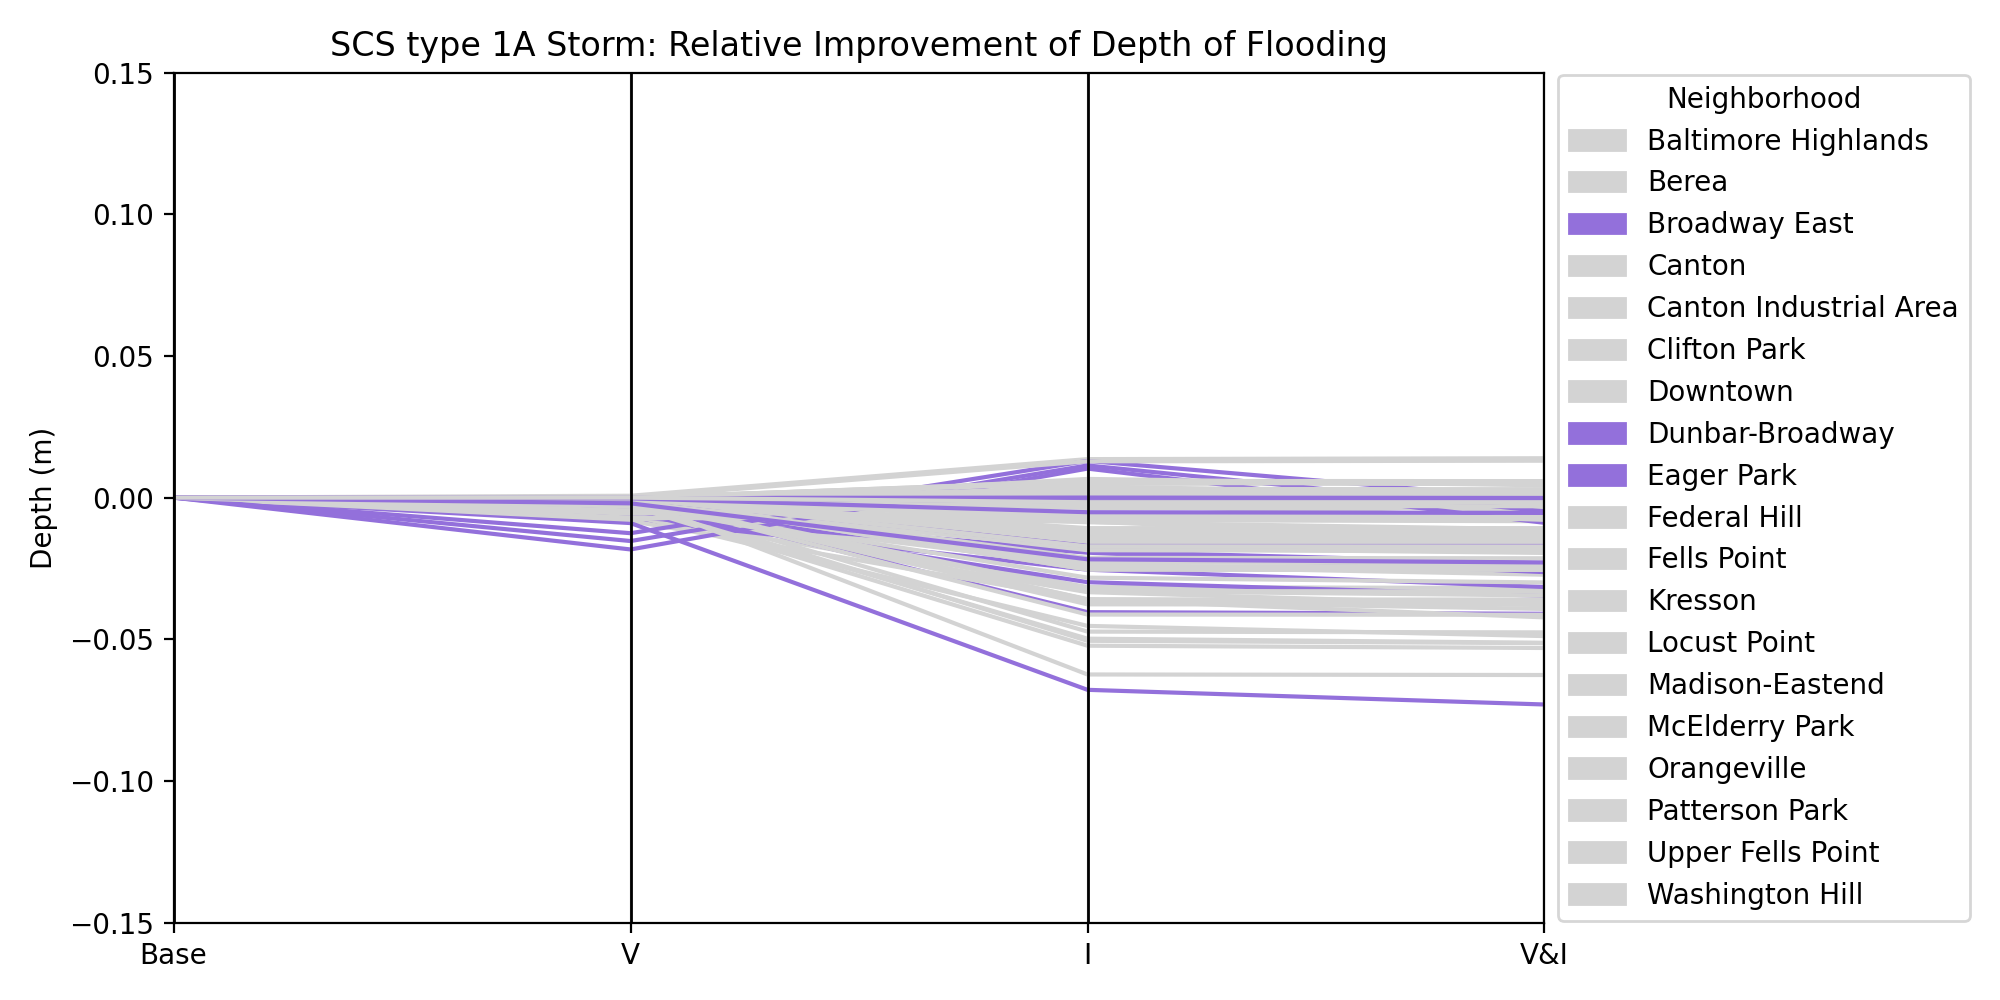 SCS type 1A Storm: Relative Improvement of Depth of Flooding
0.15
0.10
0.05
0.00
−0.05
−0.10
−0.15
Depth (m)
Base
V
I
V&I
Neighborhood
Baltimore Highlands
Berea
Broadway East
Canton
Canton Industrial Area
Clifton Park
Downtown
Dunbar-Broadway
Eager Park
Federal Hill
Fells Point
Kresson
Locust Point
Madison-Eastend
McElderry Park
Orangeville
Patterson Park
Upper Fells Point
Washington Hill